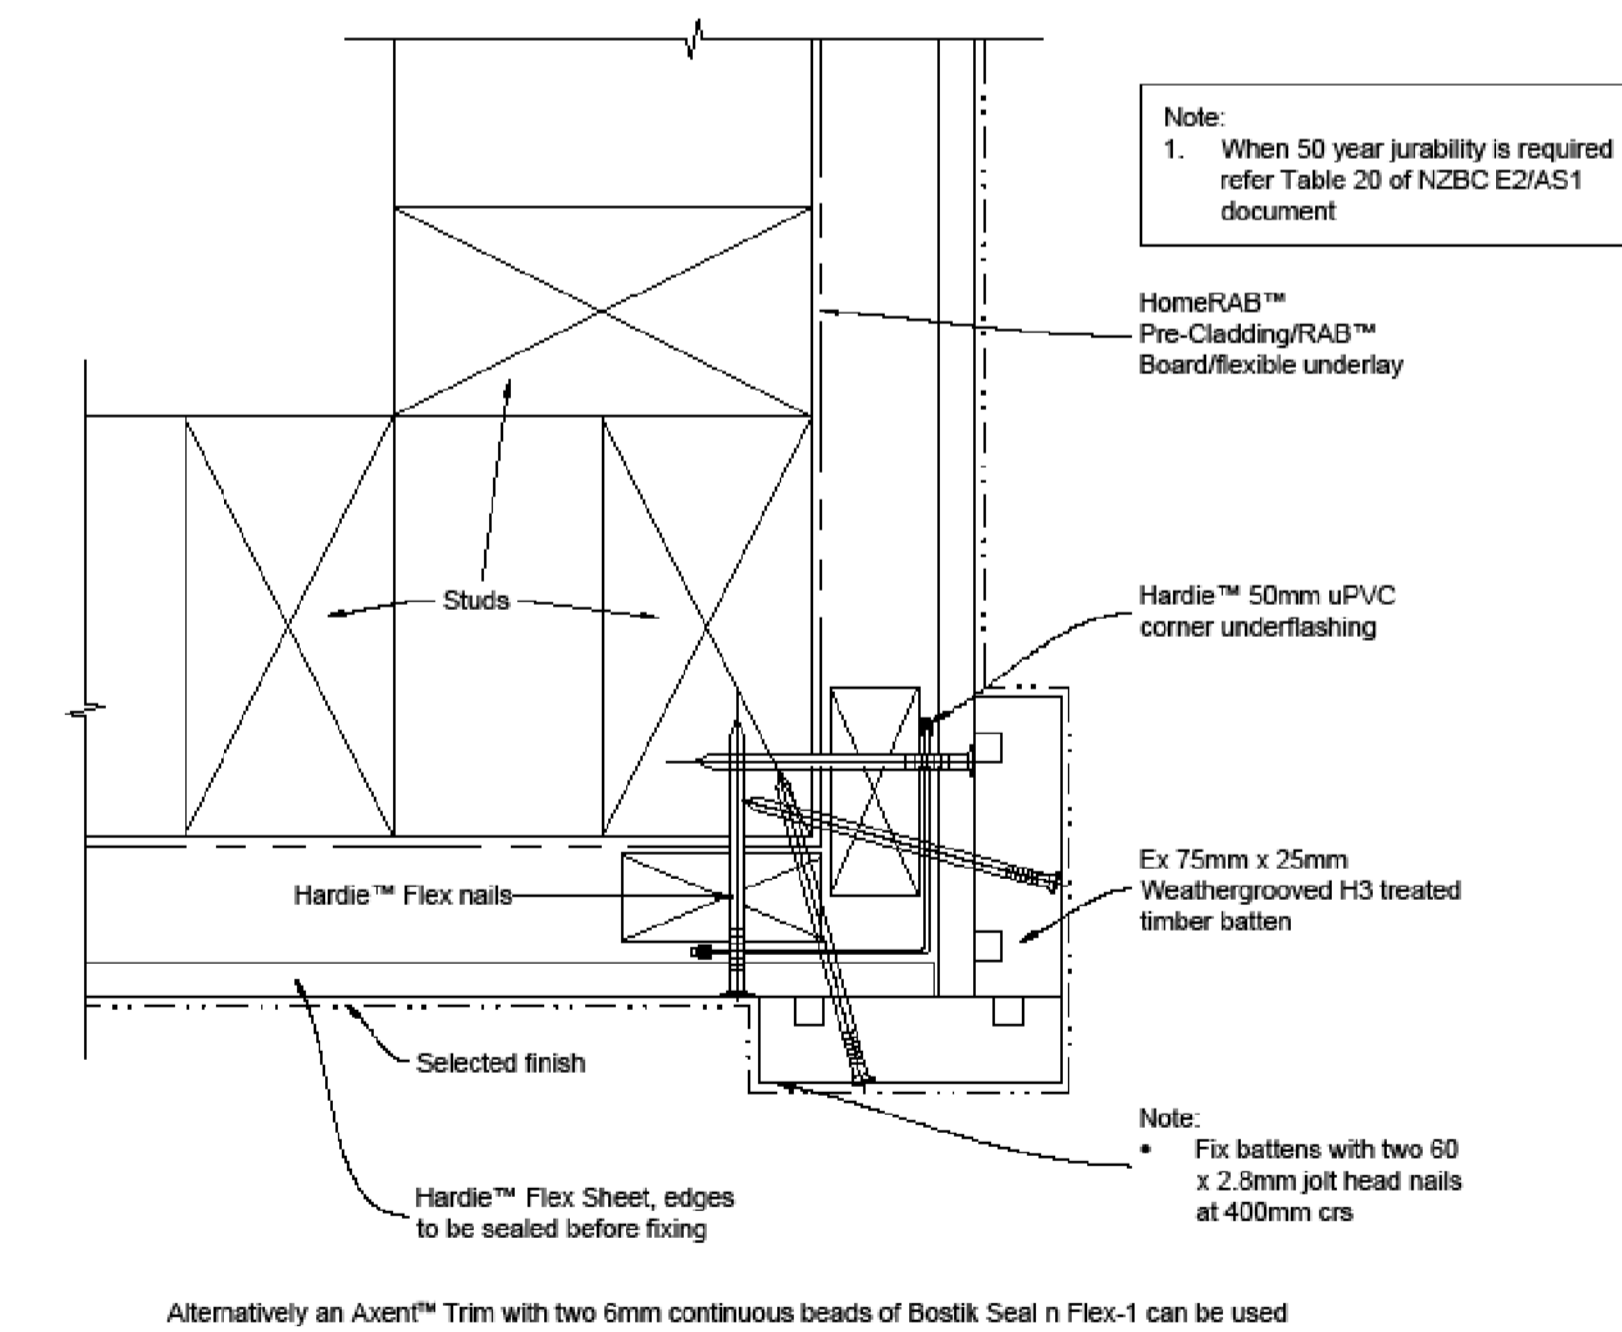 Note:
1. When 50 year jurability is required
refer Table 20 of NZBC E2/AS1
document
HomeRAB™
Pre-Cladding/RAB™
Board/flexible underlay
Studs
Hardie™ 50mm uPVC
corner underflashing
Hardie™ Flex nails
Ex 75mm x 25mm
Weathergrooved H3 treated
timber batten
Selected finish
Note:
• Fix battens with two 60
x 2.8mm jolt head nails
at 400mm crs
Hardie™ Flex Sheet, edges
to be sealed before fixing
Alternatively an Axent™ Trim with two 6mm continuous beads of Bostik Seal n Flex-1 can be used